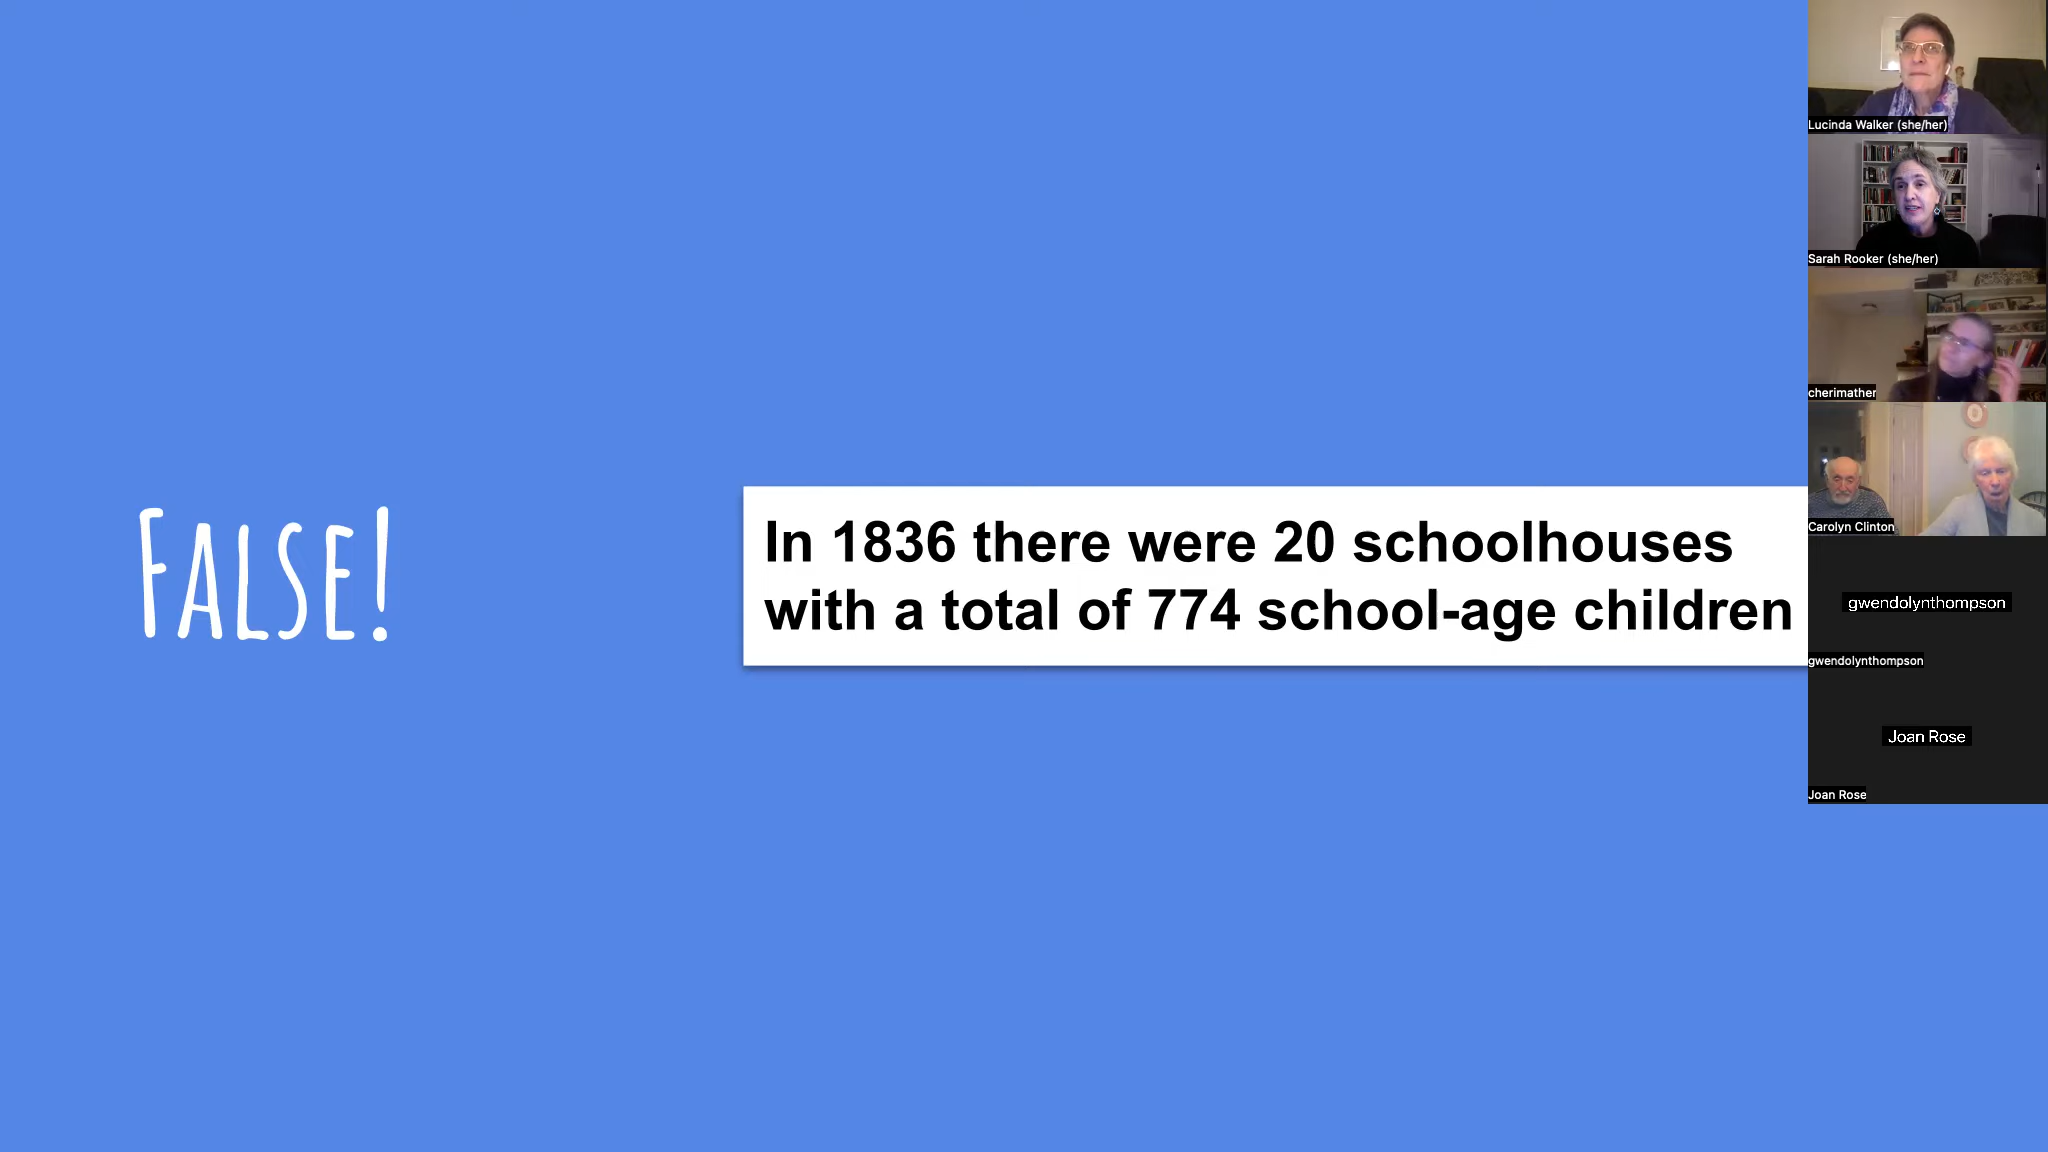 FALSE!
In 1836 there were 20 schoolhouses
with a total of 774 school-age children
Lucinda Walker (she/her)
Sarah Rooker (she/her)
cherimather
Carolyn Clinton
gwendolynthompson
gwendolynthompson
Joan Rose
Joan Rose